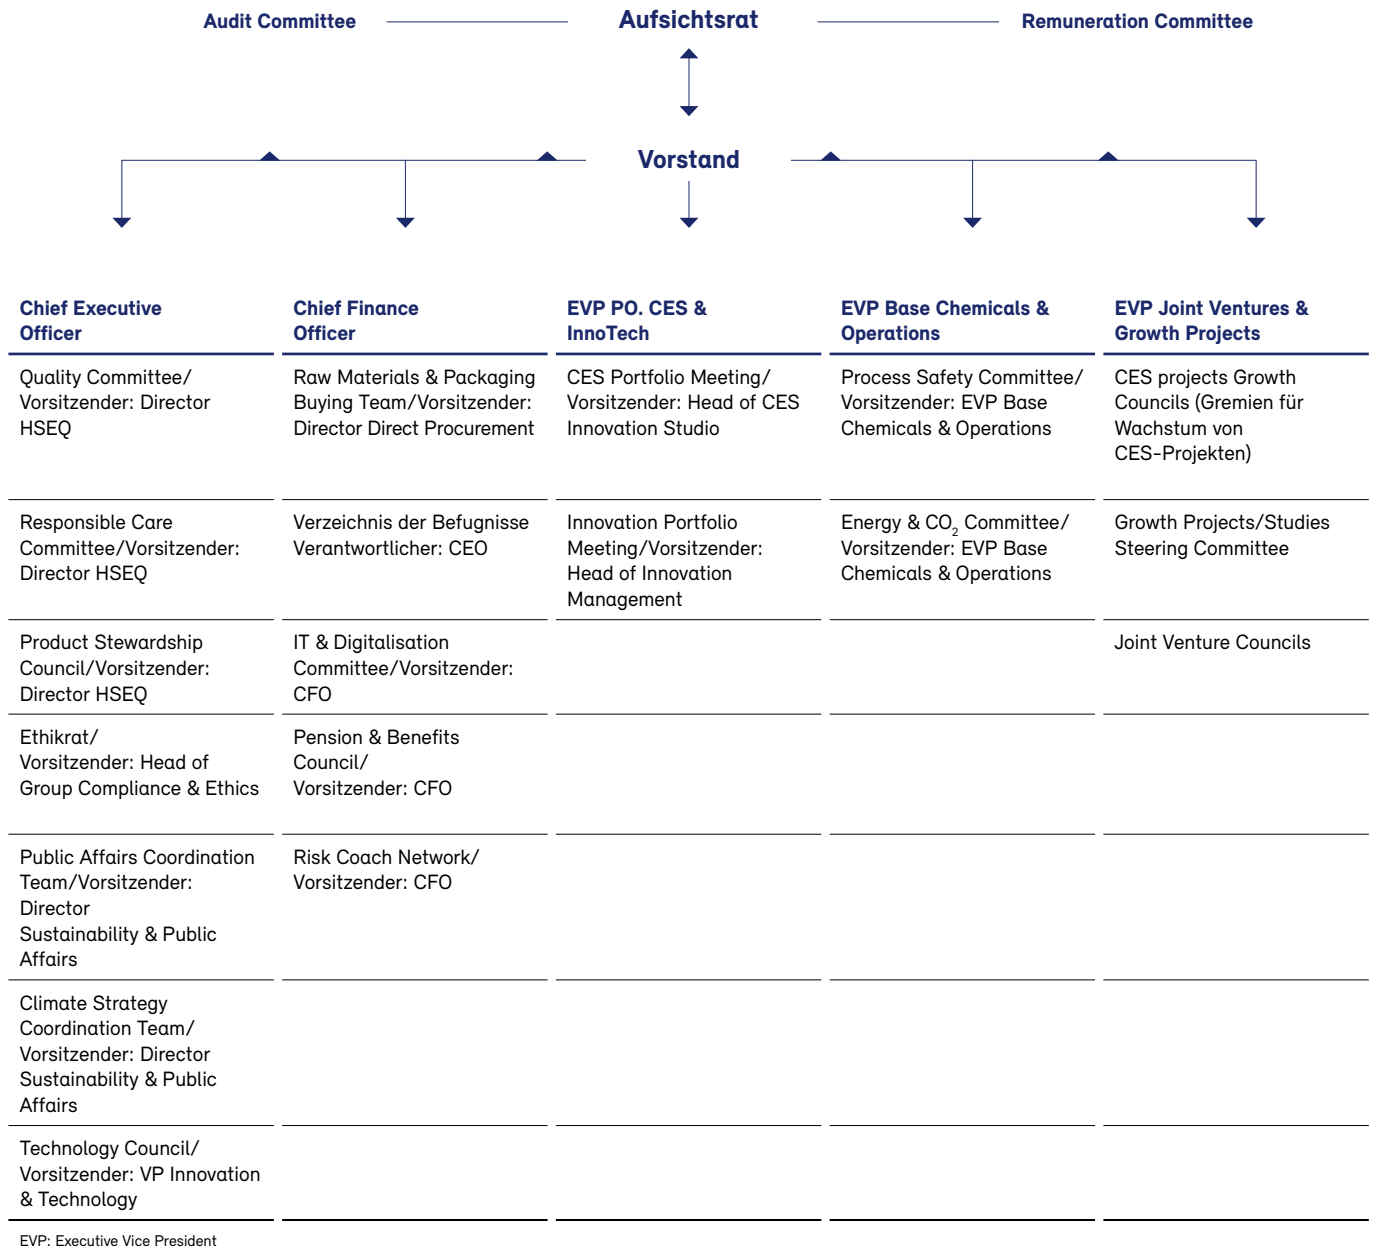 Audit Committee
Aufsichtsrat
Remuneration Committee
Vorstand
Chief Executive
Officer
Chief Finance
Officer
EVP PO. CES &
InnoTech
EVP Base Chemicals &
Operations
EVP Joint Ventures &
Growth Projects
Quality Committee/
Vorsitzender: Director
HSEQ
Raw Materials & Packaging
Buying Team/Vorsitzender:
Director Direct Procurement
CES Portfolio Meeting/
Vorsitzender: Head of CES
Innovation Studio
Process Safety Committee/
Vorsitzender: EVP Base
Chemicals & Operations
CES projects Growth
Councils (Gremien für
Wachstum von
CES-Projekten)
Responsible Care
Committee/Vorsitzender:
Director HSEQ
Verzeichnis der Befugnisse
Verantwortlicher: CEO
Innovation Portfolio
Meeting/Vorsitzender:
Head of Innovation
Management
Energy & CO₂ Committee/
Vorsitzender: EVP Base
Chemicals & Operations
Growth Projects/Studies
Steering Committee
Product Stewardship
Council/Vorsitzender:
Director HSEQ
IT & Digitalisation
Committee/Vorsitzender:
CFO
Joint Venture Councils
Ethikrat/
Vorsitzender: Head of
Group Compliance & Ethics
Pension & Benefits
Council/
Vorsitzender: CFO
Public Affairs Coordination
Team/Vorsitzender:
Director
Sustainability & Public
Affairs
Risk Coach Network/
Vorsitzender: CFO
Climate Strategy
Coordination Team/
Vorsitzender: Director
Sustainability & Public
Affairs
Technology Council/
Vorsitzender: VP Innovation
& Technology
EVP: Executive Vice President